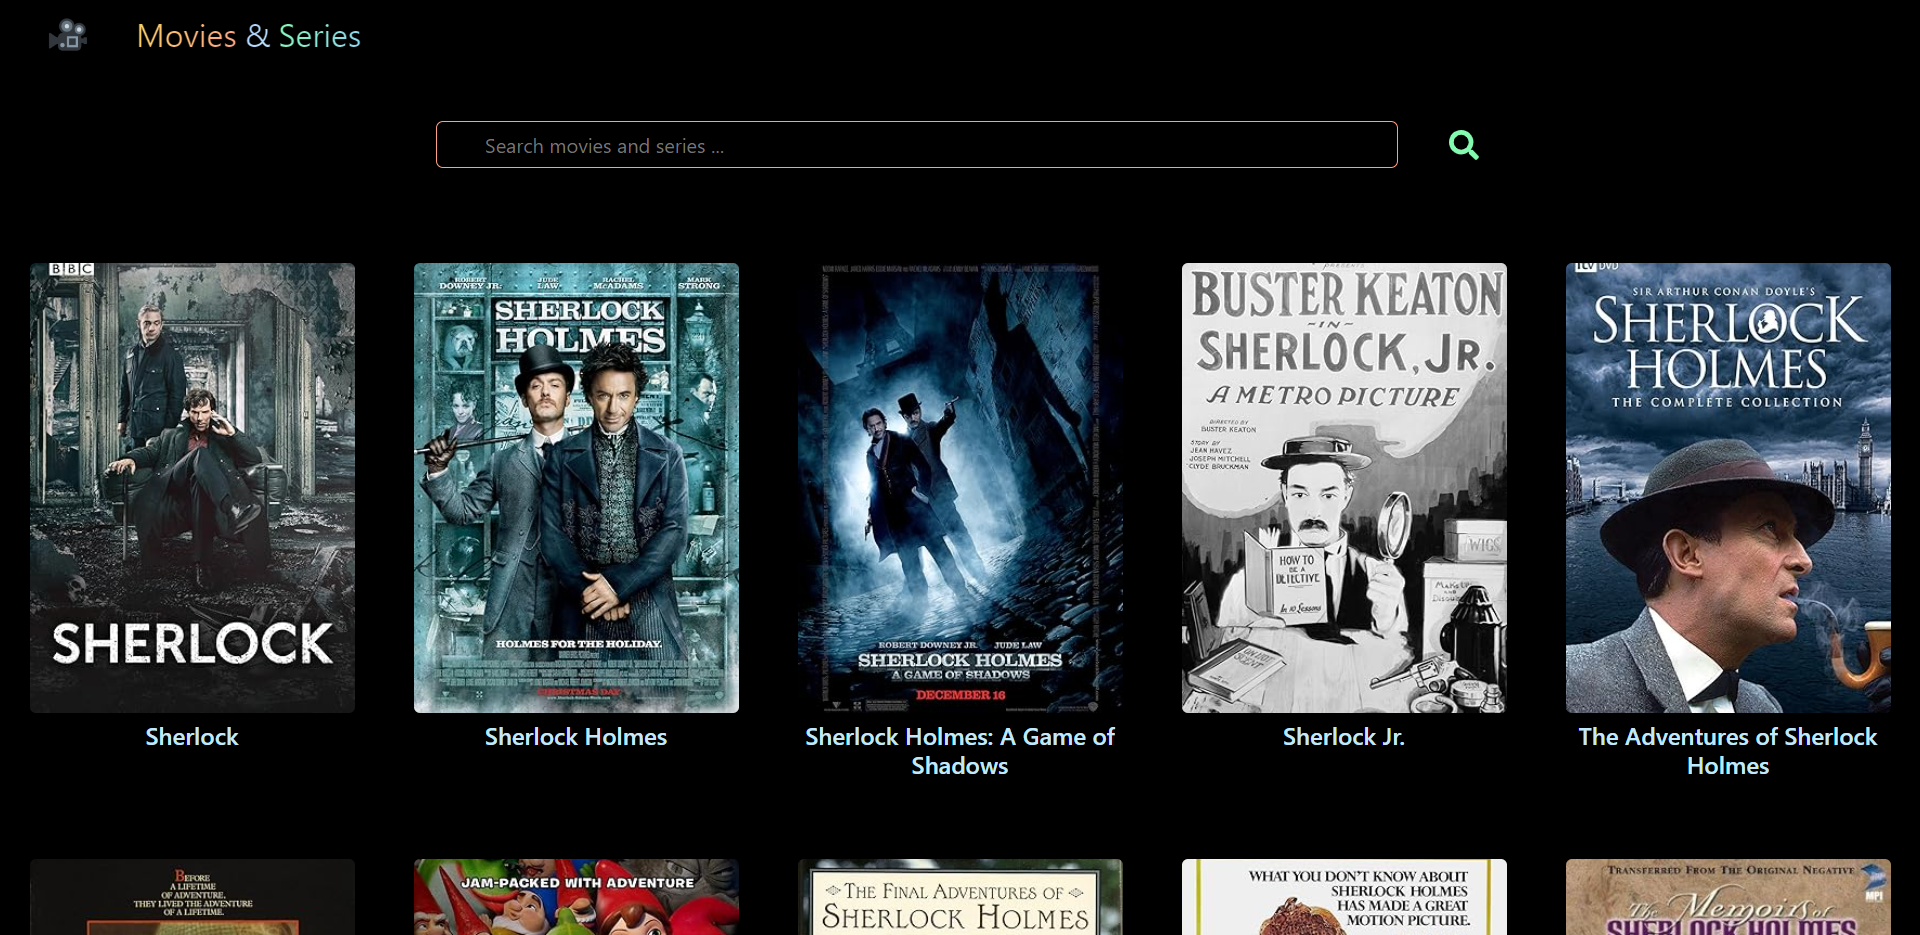 Movies & Series
Search movies and series ...
BBC
SHERLOCK
ROBERT DOWNEY JR.
JUDE LAW
RACHEL McADAMS
MARK STRONG
SHERLOCK
HOLMES
HOLMES FOR THE HOLIDAY.
CHRISTMAS DAY
ROBERT DOWNEY JR. JUDE LAW
SHERLOCK HOLMES
A GAME OF SHADOWS
DECEMBER 16
PRESENTS
BUSTER KEATON
-IN-
SHERLOCK, JR.
A METRO PICTURE
DIRECTED BY
BUSTER KEATON
STORY BY
JEAN HAVEZ
JOSEPH MITCHELL
CLYDE BRUCKMAN
HOW TO
BE A
DETECTIVE
In 10 Lessons
WIGS
itv DVD
SIR ARTHUR CONAN DOYLE'S
SHERLOCK
HOLMES
THE COMPLETE COLLECTION
Sherlock
Sherlock Holmes
Sherlock Holmes: A Game of
Shadows
Sherlock Jr.
The Adventures of Sherlock
Holmes
BEFORE
A LIFETIME
OF ADVENTURE,
THEY LIVED THE ADVENTURE
OF A LIFETIME.
JAM-PACKED WITH ADVENTURE
THE FINAL ADVENTURES OF
SHERLOCK HOLMES
WHAT YOU DON'T KNOW ABOUT
SHERLOCK HOLMES
HAS MADE A GREAT
MOTION PICTURE.
TRANSFERRED FROM THE ORIGINAL NEGATIVE
MPI
The Memoirs of
SHERLOCK HOLMES